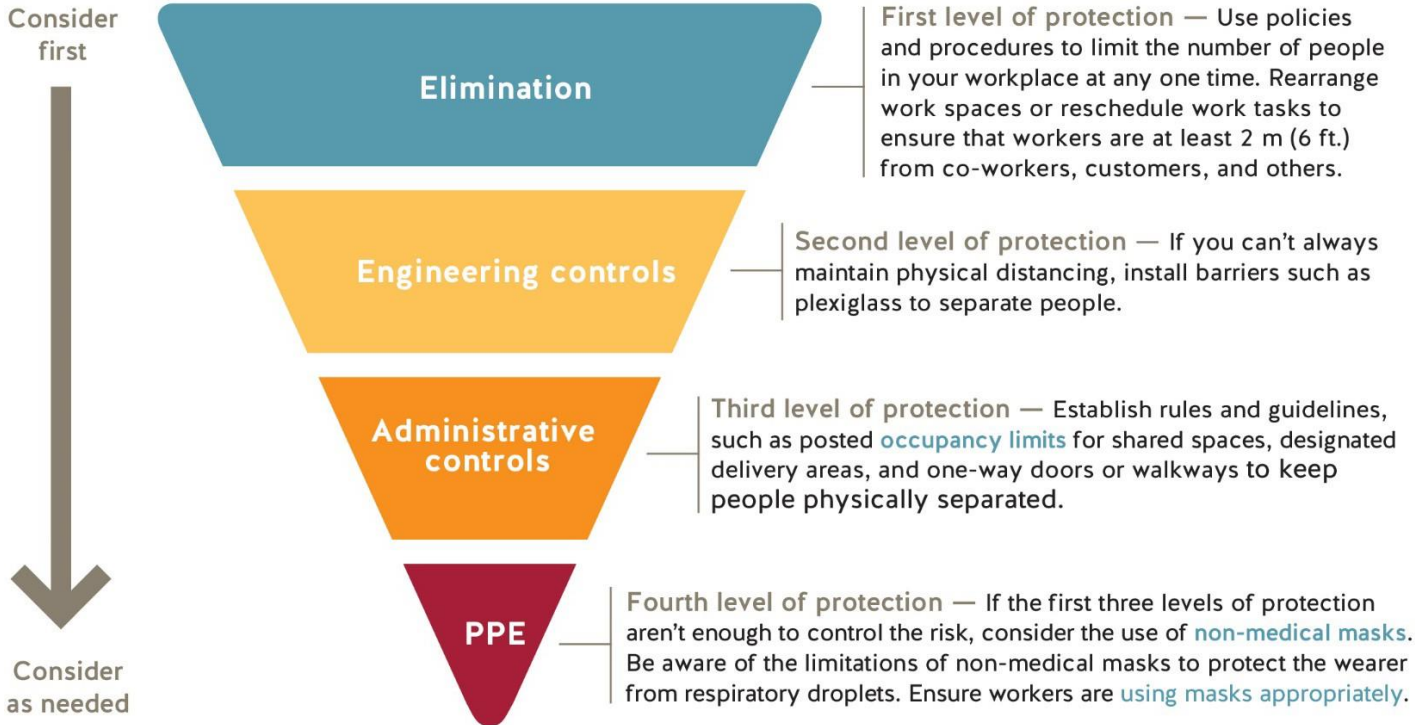 Consider
first
Elimination
First level of protection — Use policies
and procedures to limit the number of people
in your workplace at any one time. Rearrange
work spaces or reschedule work tasks to
ensure that workers are at least 2 m (6 ft.)
from co-workers, customers, and others.
Engineering controls
Second level of protection — If you can’t always
maintain physical distancing, install barriers such as
plexiglass to separate people.
Administrative
controls
Third level of protection — Establish rules and guidelines,
such as posted occupancy limits for shared spaces, designated
delivery areas, and one-way doors or walkways to keep
people physically separated.
PPE
Fourth level of protection — If the first three levels of protection
aren’t enough to control the risk, consider the use of non-medical masks.
Be aware of the limitations of non-medical masks to protect the wearer
from respiratory droplets. Ensure workers are using masks appropriately.
Consider
as needed